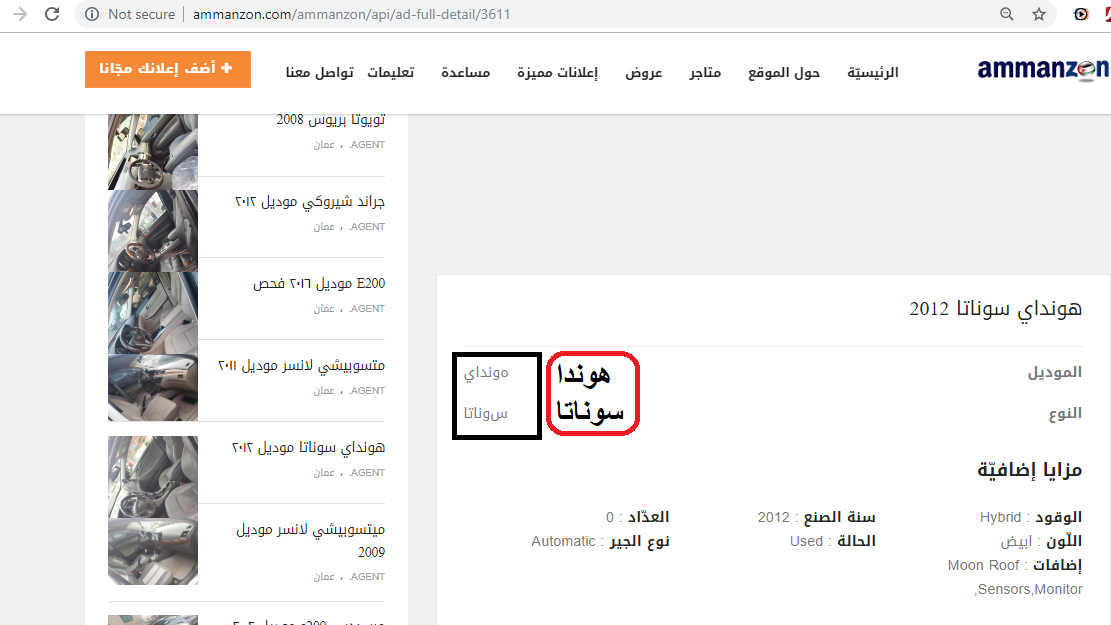 Not secure | ammanzon.com/ammanzon/api/ad-full-detail/3611
ammanzon
الرئيسيّة
حول الموقع
متاجر
عروض
إعلانات مميزة
مساعدة
تعليمات
تواصل معنا
+ أضف إعلانك مجّانا
هونداي سوناتا 2012
الموديل
هونداي
هوندا
النوع
سوناتا
سوناتا
مزايا إضافيّة
الوقود : Hybrid
سنة الصنع : 2012
العدّاد : 0
اللّون : ابيض
الحالة : Used
نوع الجير : Automatic
إضافات : Moon Roof
,Sensors,Monitor
تويوتا بريوس 2008
AGENT. ، عمان
جراند شيروكي موديل ٢٠١٢
AGENT. ، عمان
E200 موديل ٢٠١٦ فحص
AGENT. ، عمان
متسوبيشي لانسر موديل ٢٠١١
AGENT. ، عمان
هونداي سوناتا موديل ٢٠١٢
AGENT. ، عمان
ميتسوبيشي لانسر موديل
2009
AGENT. ، عمان